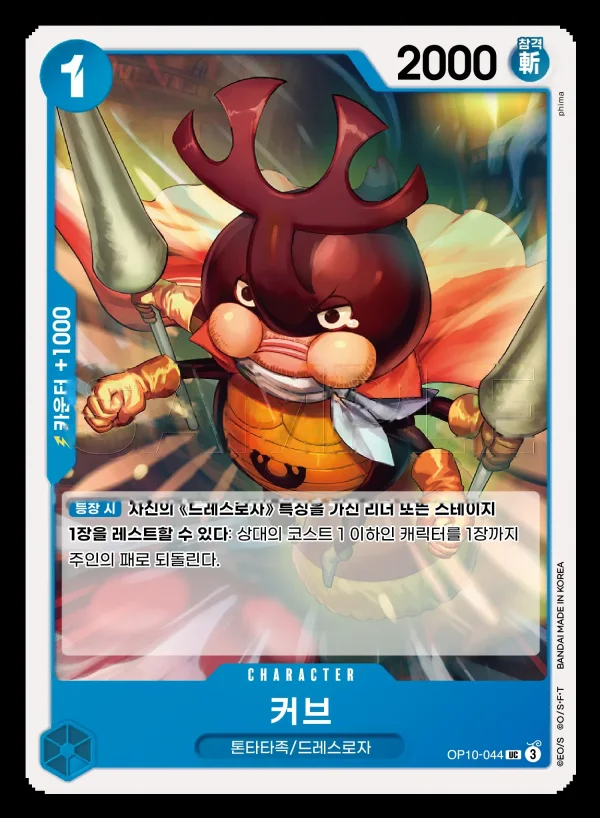 1
2000
참격
斬
phima
카운터 +1000
SAMPLE
등장 시 자신의 《드레스로사》 특징을 가진 리더 또는 스테이지
1장을 레스트할 수 있다: 상대의 코스트 1 이하인 캐릭터를 1장까지
주인의 패로 되돌린다.
CHARACTER
커브
톤타타족/드레스로자
OP10-044 UC 3
©EO/S ©O/S·F·T BANDAI MADE IN KOREA